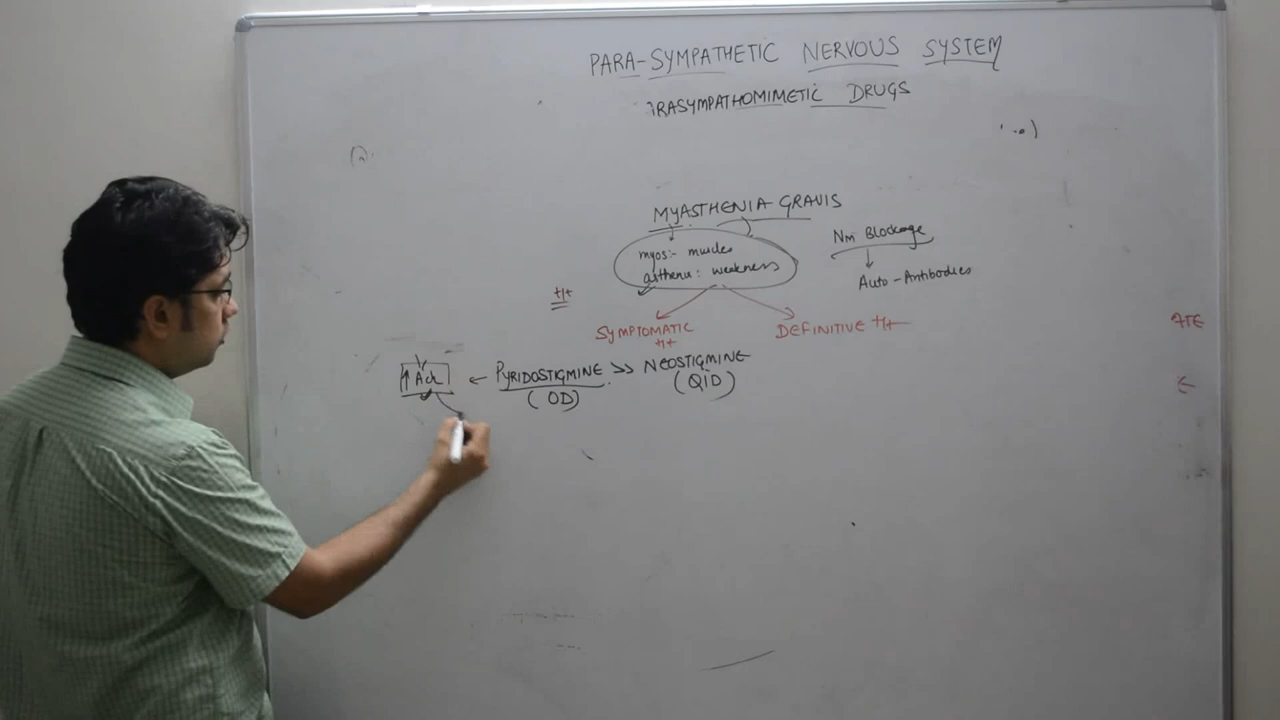 PARA-SYMPATHETIC NERVOUS SYSTEM
RASYMPATHOMIMETIC DRUGS
MYASTHENIA GRAVIS
myos:- muscles
asthenia: weakness
Nm Blockage
Auto-Antibodies
SYMPTOMATIC
DEFINITIVE
↑ Ach ← PYRIDOSTIGMINE >> NEOSTIGMINE
(OD) (QID)